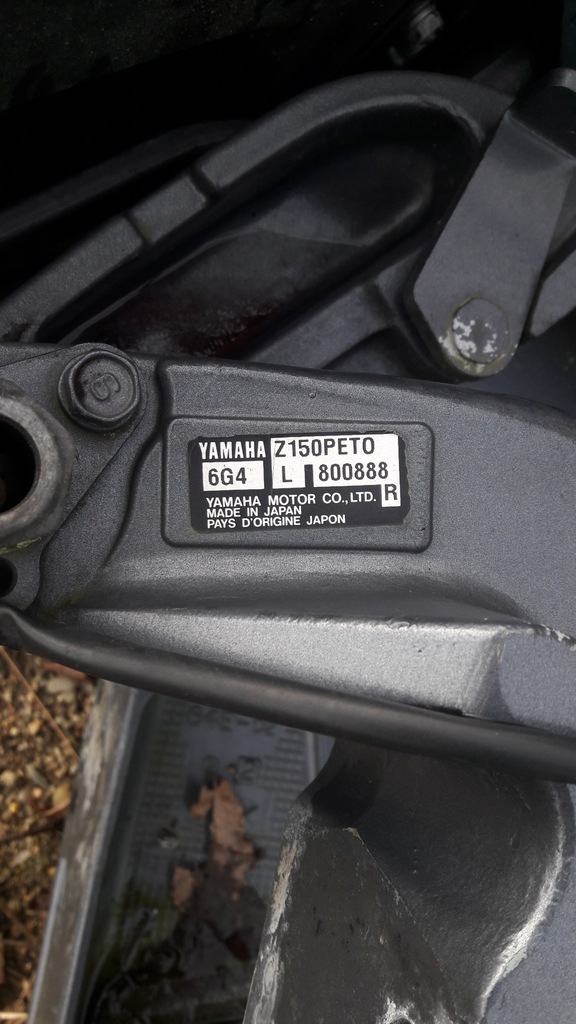 YAMAHA Z150PETO
6G4 L 800888
YAMAHA MOTOR CO., LTD. R
MADE IN JAPAN
PAYS D'ORIGINE JAPON